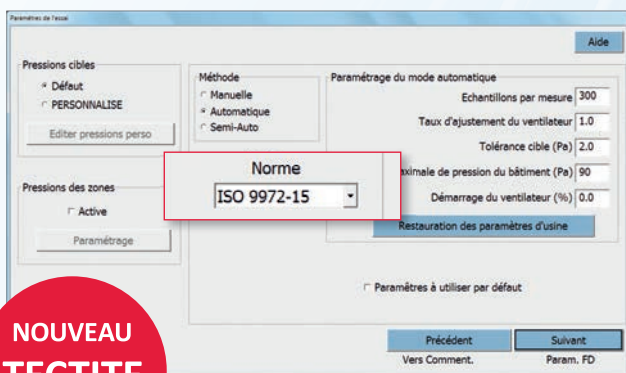 Paramètres de l'essai
Aide
Pressions cibles
Défaut
PERSONNALISE
Editer pressions perso
Pressions des zones
Active
Paramétrage
Méthode
Manuelle
Automatique
Semi-Auto
Norme
ISO 9972-15
Paramétrage du mode automatique
Echantillons par mesure 300
Taux d'ajustement du ventilateur 1.0
Tolérance cible (Pa) 2.0
de pression du bâtiment (Pa) 90
Démarrage du ventilateur (%) 0.0
Restauration des paramètres d'usine
Paramètres à utiliser par défaut
Précédent
Suivant
Vers Comment.
Param. FD
NOUVEAU
TECTITE